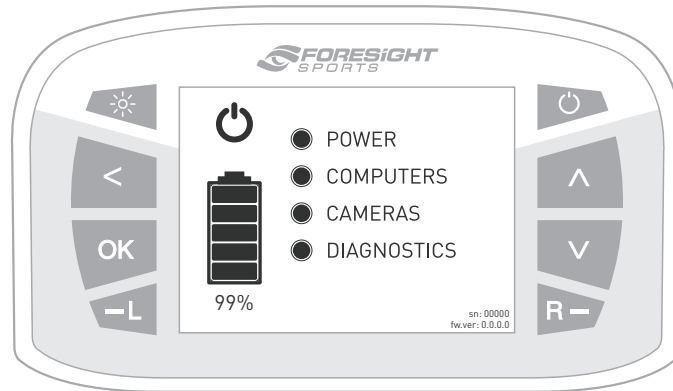 FORESiGHT
SPORTS
POWER
<
COMPUTERS
CAMERAS
OK
DIAGNOSTICS
99%
–L
R–
sn: 00000
fw.ver: 0.0.0.0